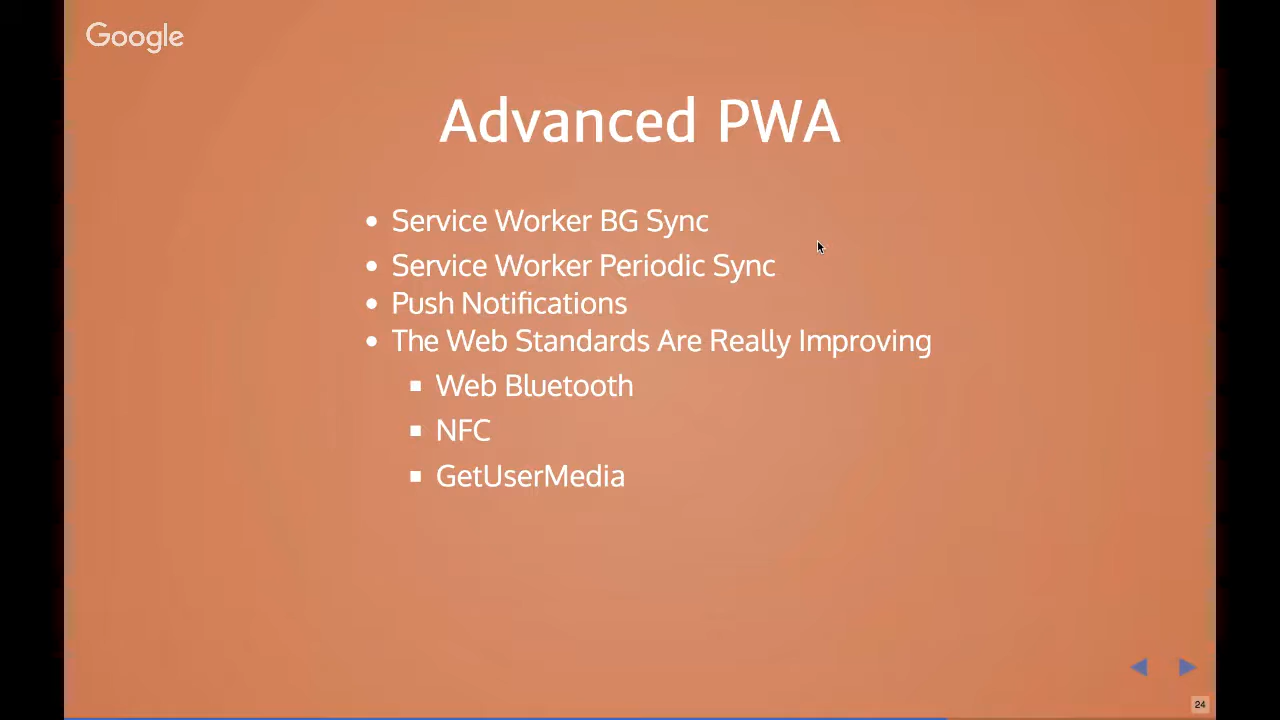 Google
Advanced PWA
Service Worker BG Sync
Service Worker Periodic Sync
Push Notifications
The Web Standards Are Really Improving
Web Bluetooth
NFC
GetUserMedia
24